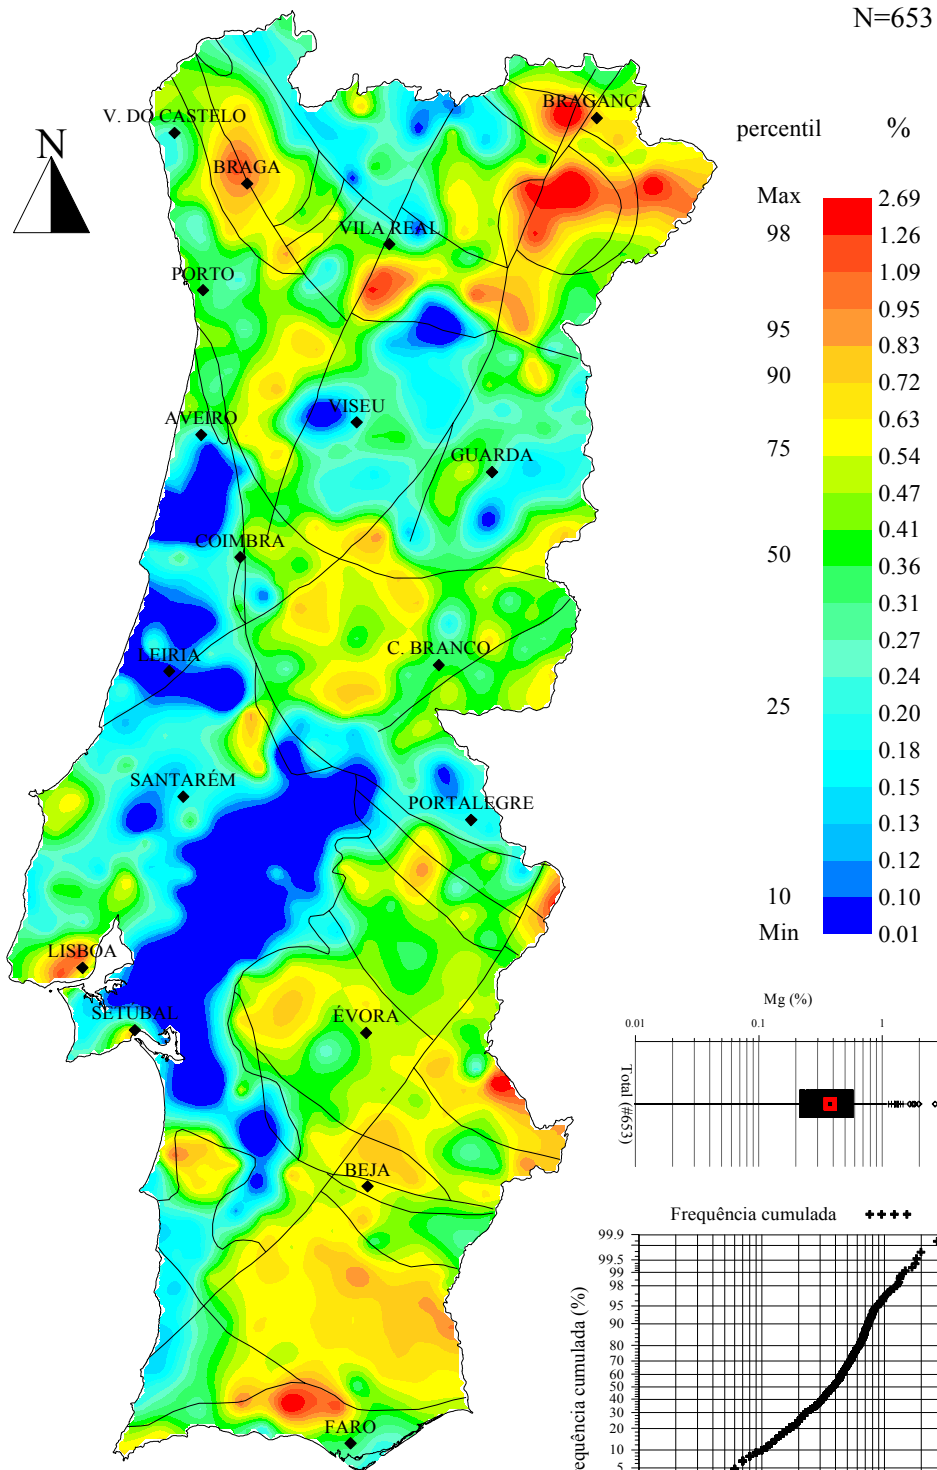 N=653
N
V. DO CASTELO
BRAGANÇA
BRAGA
VILA REAL
PORTO
AVEIRO
VISEU
GUARDA
COIMBRA
LEIRIA
C. BRANCO
SANTARÉM
PORTALEGRE
LISBOA
SETÚBAL
ÉVORA
BEJA
FARO
percentil %
Max 2.69
98 1.26
1.09
0.95
95 0.83
90 0.72
0.63
75 0.54
0.47
0.41
50 0.36
0.31
0.27
0.24
25 0.20
0.18
0.15
0.13
0.12
10 0.10
Min 0.01
Mg (%)
0.01 0.1 1
Total (#653)
Frequência cumulada
equência cumulada (%)
99.9
99.5
99
98
95
90
80
70
60
50
40
30
20
10
5